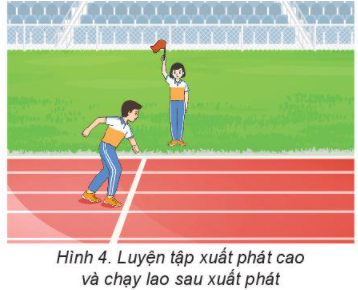 Hình 4. Luyện tập xuất phát cao
và chạy lao sau xuất phát